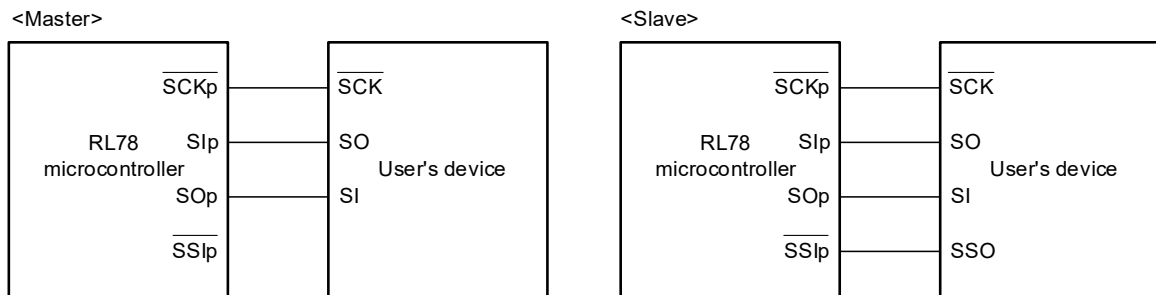 <Master>
SCKp
SIp
SOp
SSIp
RL78
microcontroller
SCK
SO
SI
User's device
<Slave>
SCKp
SIp
SOp
SSIp
RL78
microcontroller
SCK
SO
SI
SSO
User's device